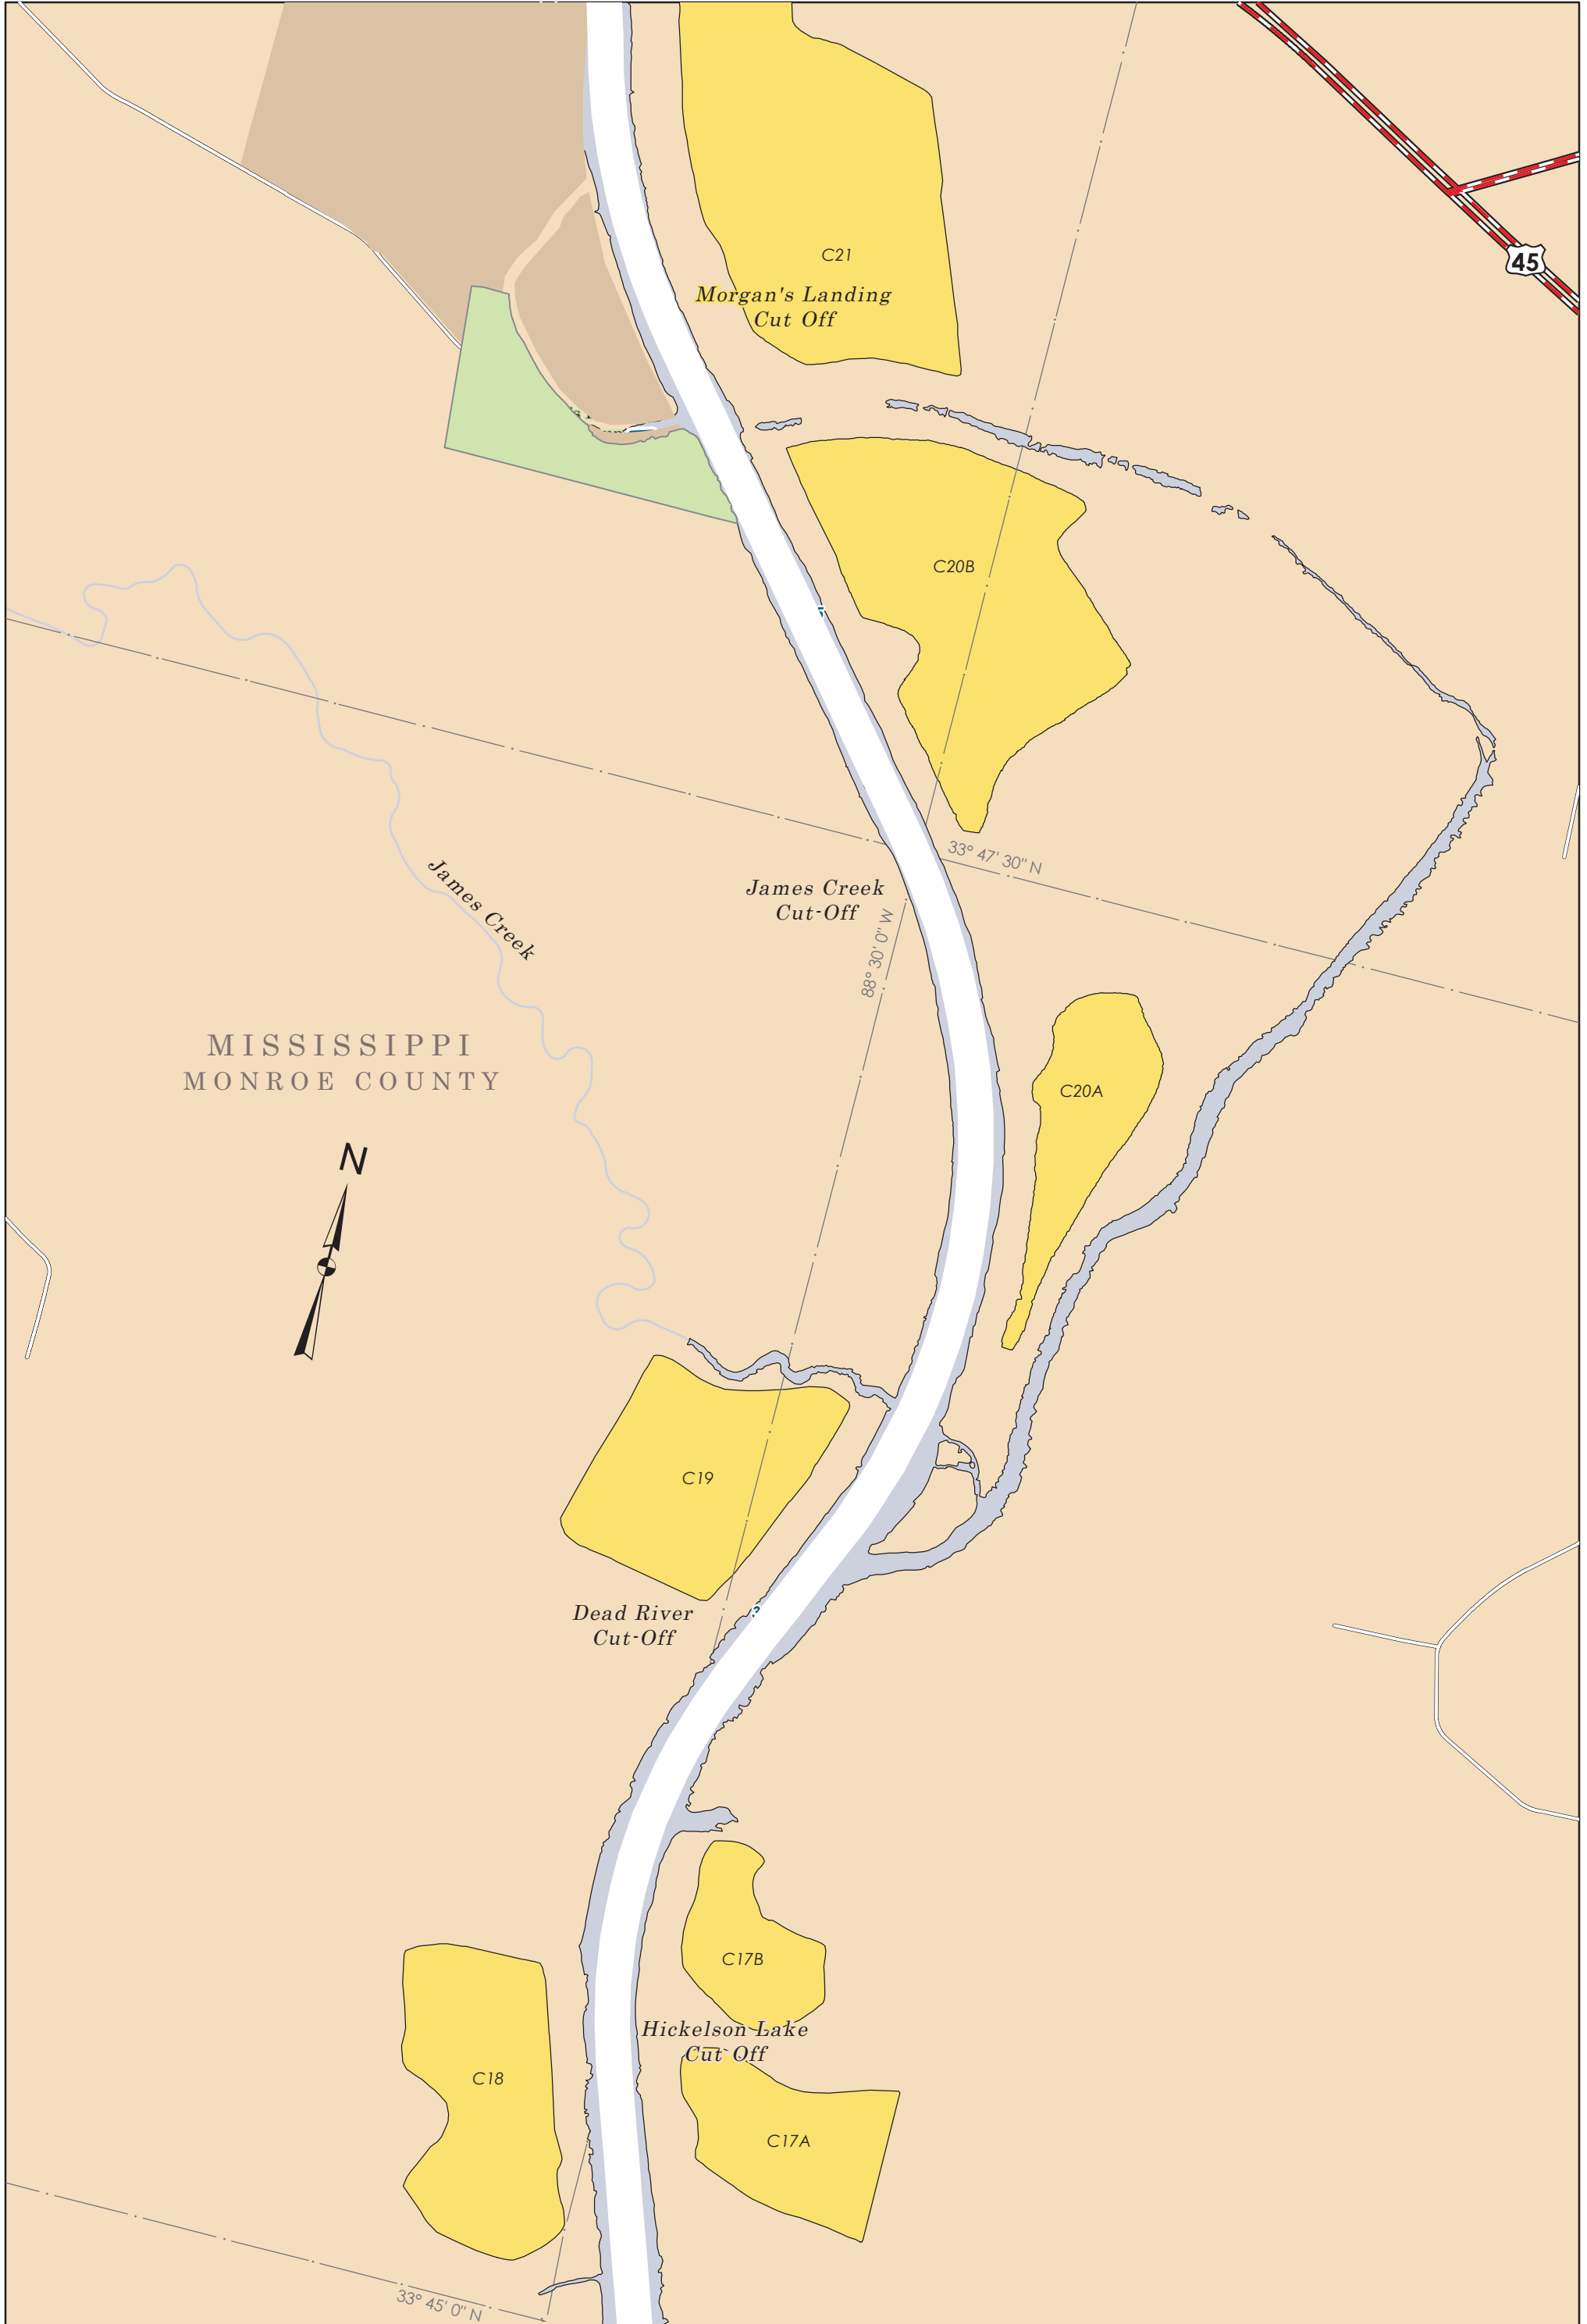 C21
Morgan's Landing
Cut Off
45
C20B
33° 47' 30" N
James Creek
James Creek
Cut-Off
88° 30' 0" W
MISSISSIPPI
MONROE COUNTY
C20A
N
C19
Dead River
Cut-Off
C17B
Hickelson Lake
Cut Off
C18
C17A
33° 45' 0" N